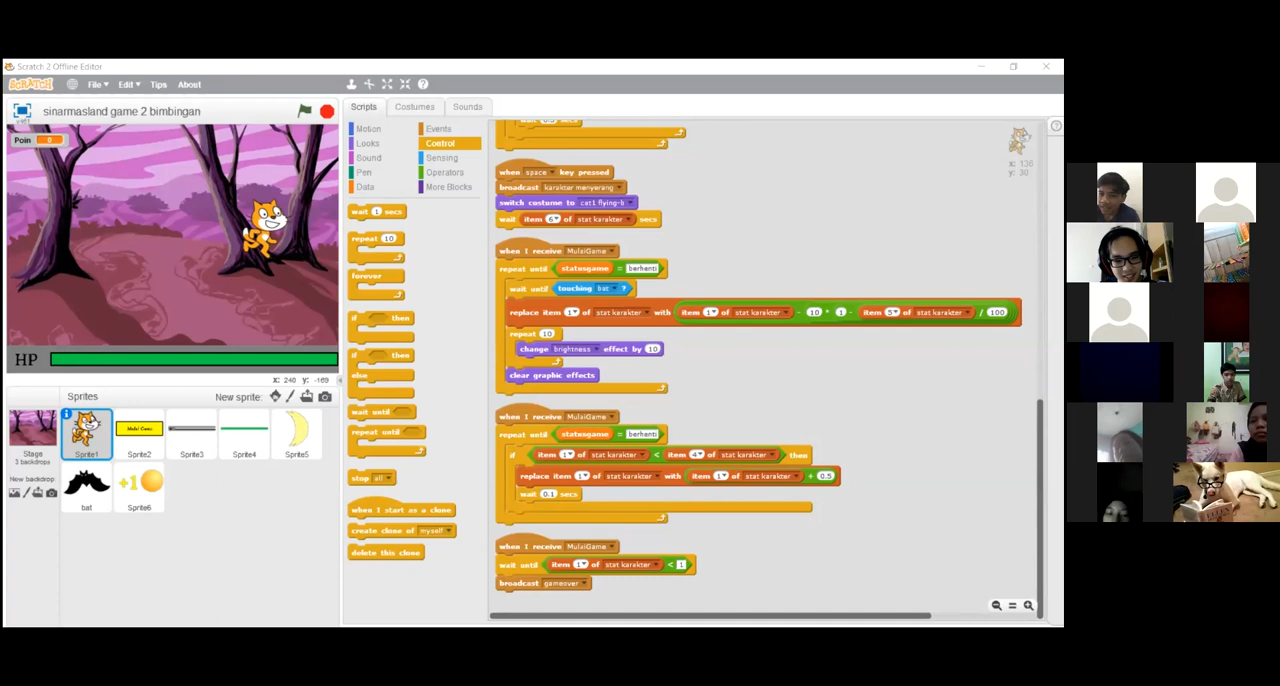 Scratch 2 Offline Editor
SCRATCH File Edit Tips About
sinarmasland game 2 bimbingan
v461
Poin 0
HP
x: 240 y: -169
Sprites New sprite:
Stage
3 backdrops
New backdrop
Sprite1
Sprite2
Sprite3
Sprite4
Sprite5
bat
Sprite6
+1
Scripts Costumes Sounds
Motion Events
Looks Control
Sound Sensing
Pen Operators
Data More Blocks
wait 1 secs
repeat 10
forever
if then
if then
else
wait until
repeat until
stop all
when I start as a clone
create clone of myself
delete this clone
x: 136
y: 30
when space key pressed
broadcast karakter menyerang
switch costume to cat1 flying-b
wait item 6 of stat karakter secs
when I receive MulaiGame
repeat until statusgame = berhenti
wait until touching bat ?
replace item 1 of stat karakter with item 1 of stat karakter - 10 * 1 - item 5 of stat karakter / 100
repeat 10
change brightness effect by 10
clear graphic effects
when I receive MulaiGame
repeat until statusgame = berhenti
if item 1 of stat karakter < item 4 of stat karakter then
replace item 1 of stat karakter with item 1 of stat karakter + 0.5
wait 0.1 secs
when I receive MulaiGame
wait until item 1 of stat karakter < 1
broadcast gameover